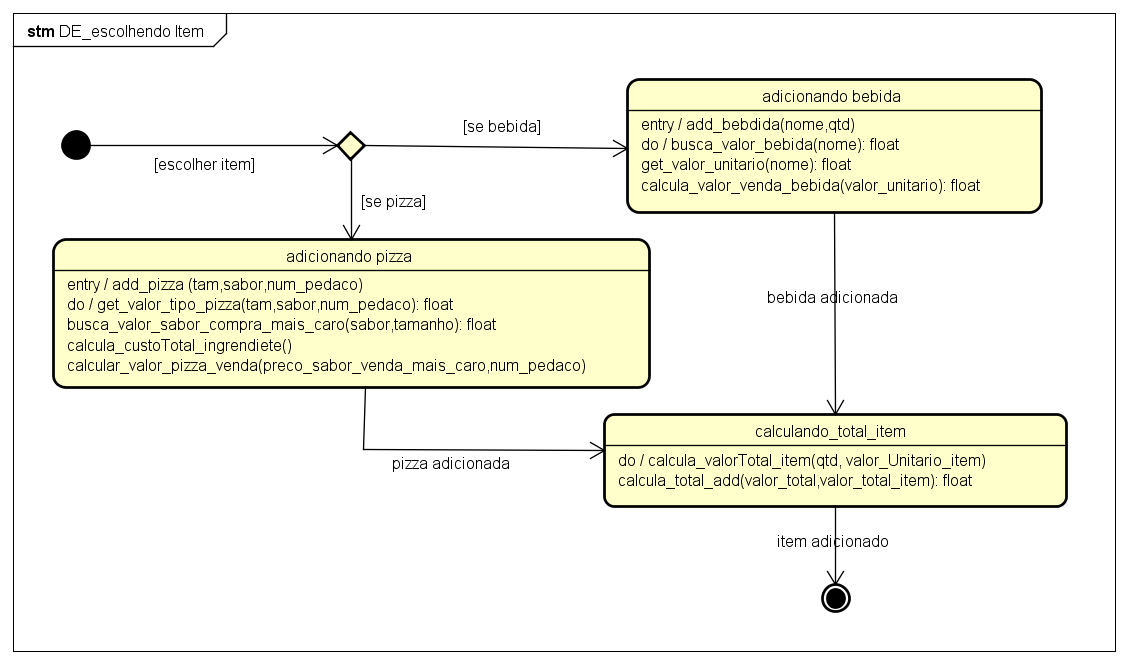 stm DE_escolhendo Item
[escolher item]
[se bebida]
[se pizza]
adicionando bebida
entry / add_bebdida(nome,qtd)
do / busca_valor_bebida(nome): float
get_valor_unitario(nome): float
calcula_valor_venda_bebida(valor_unitario): float
adicionando pizza
entry / add_pizza (tam,sabor,num_pedaco)
do / get_valor_tipo_pizza(tam,sabor,num_pedaco): float
busca_valor_sabor_compra_mais_caro(sabor,tamanho): float
calcula_custoTotal_ingrendiete()
calcular_valor_pizza_venda(preco_sabor_venda_mais_caro,num_pedaco)
bebida adicionada
pizza adicionada
calculando_total_item
do / calcula_valorTotal_item(qtd, valor_Unitario_item)
calcula_total_add(valor_total,valor_total_item): float
item adicionado